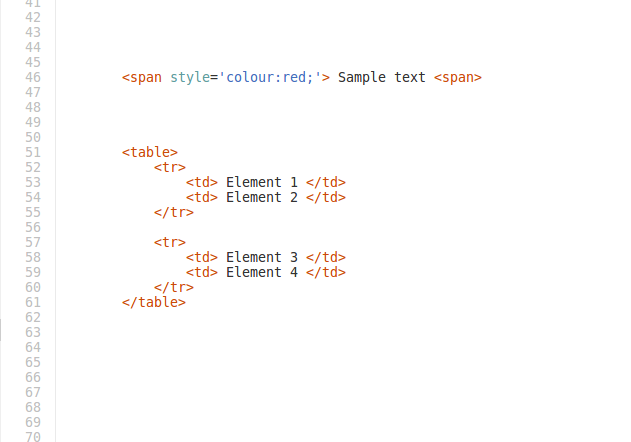 41
42
43
44
45
46 <span style='colour:red;'> Sample text <span>
47
48
49
50
51 <table>
52 <tr>
53 <td> Element 1 </td>
54 <td> Element 2 </td>
55 </tr>
56
57 <tr>
58 <td> Element 3 </td>
59 <td> Element 4 </td>
60 </tr>
61 </table>
62
63
64
65
66
67
68
69
70